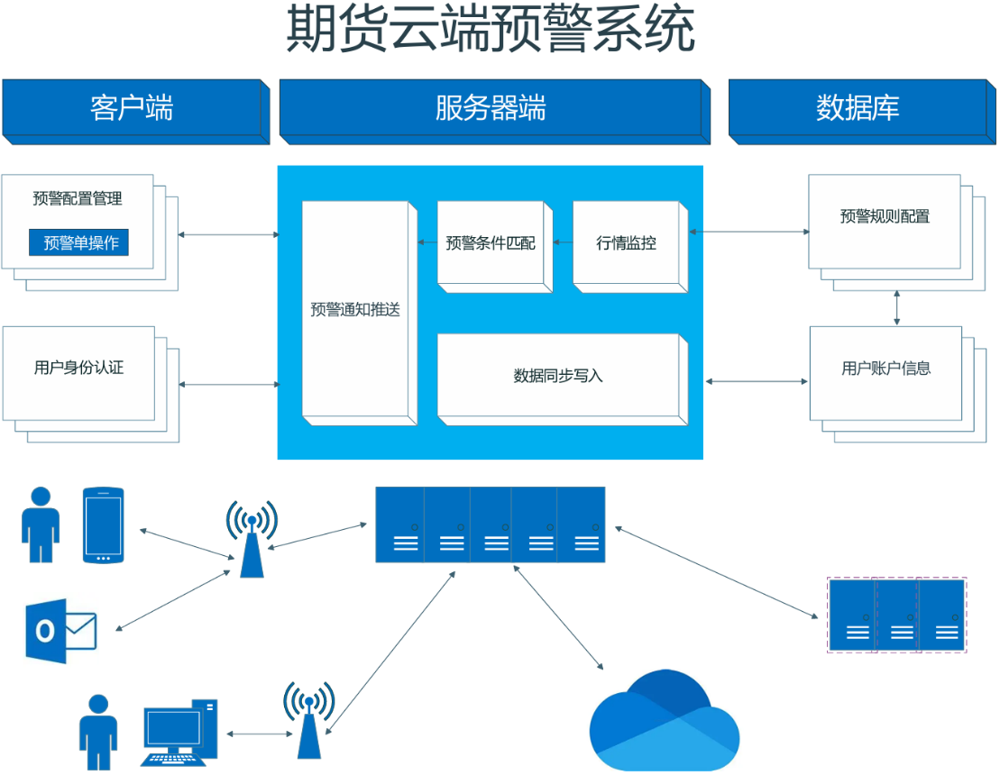 期货云端预警系统
客户端
服务器端
数据库
预警配置管理
预警单操作
用户身份认证
预警通知推送
预警条件匹配
行情监控
数据同步写入
预警规则配置
用户账户信息
O